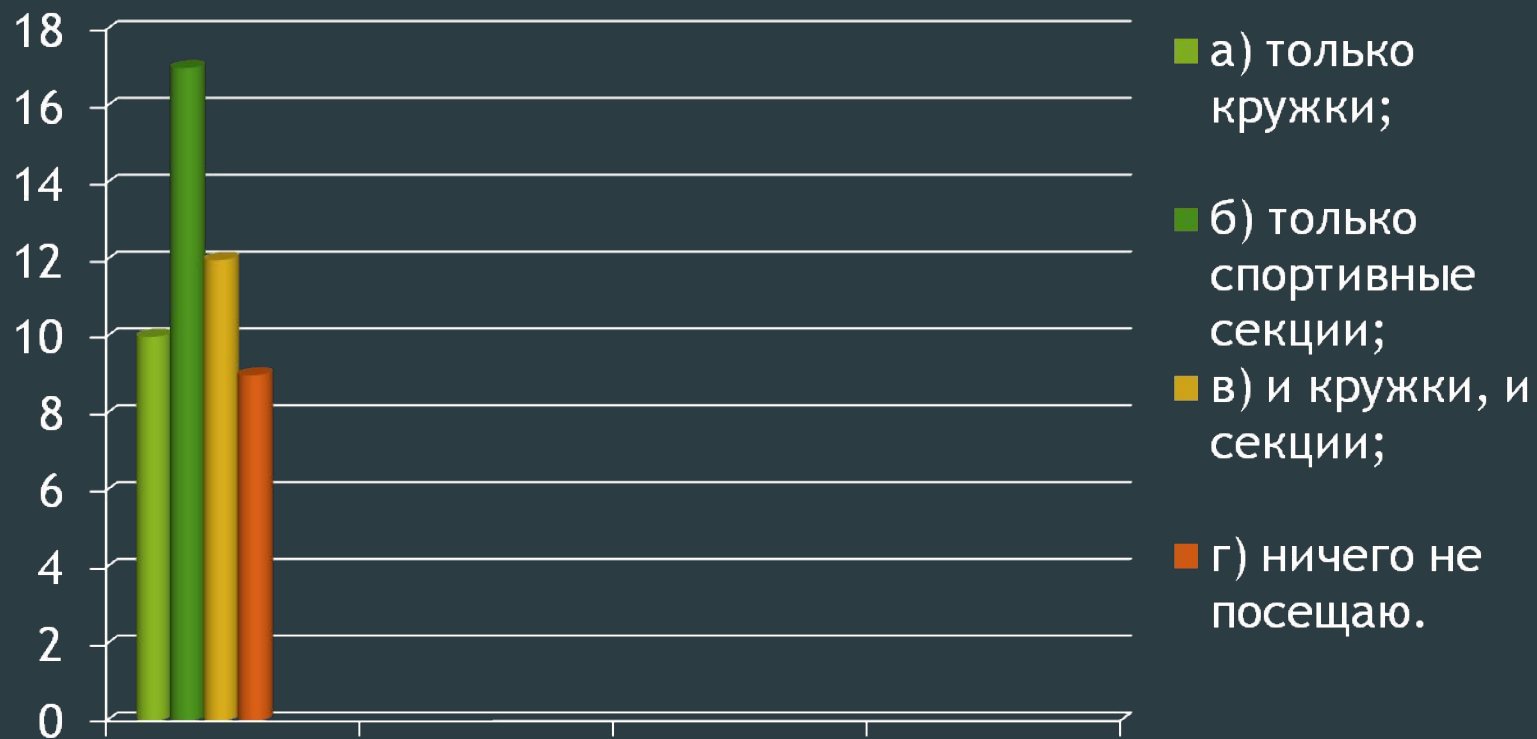 18
16
14
12
10
8
6
4
2
0
а) только
кружки;
б) только
спортивные
секции;
в) и кружки, и
секции;
г) ничего не
посещаю.